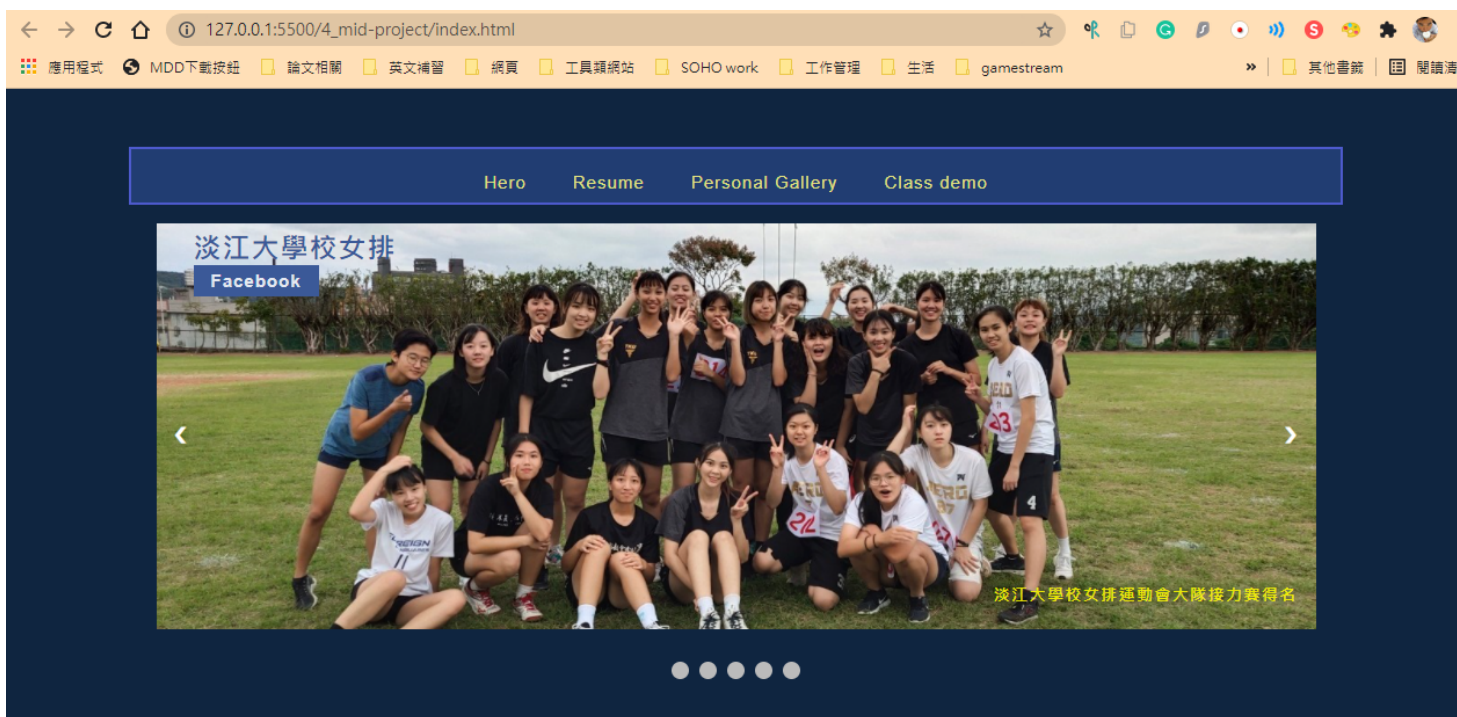 127.0.0.1:5500/4_mid-project/index.html
應用程式 MDD下載按鈕 論文相關 英文補習 網頁 工具類網站 SOHO work 工作管理 生活 gamestream » 其他書籤 閱讀清
Hero Resume Personal Gallery Class demo
淡江大學校女排
Facebook
淡江大學校女排運動會大隊接力賽得名